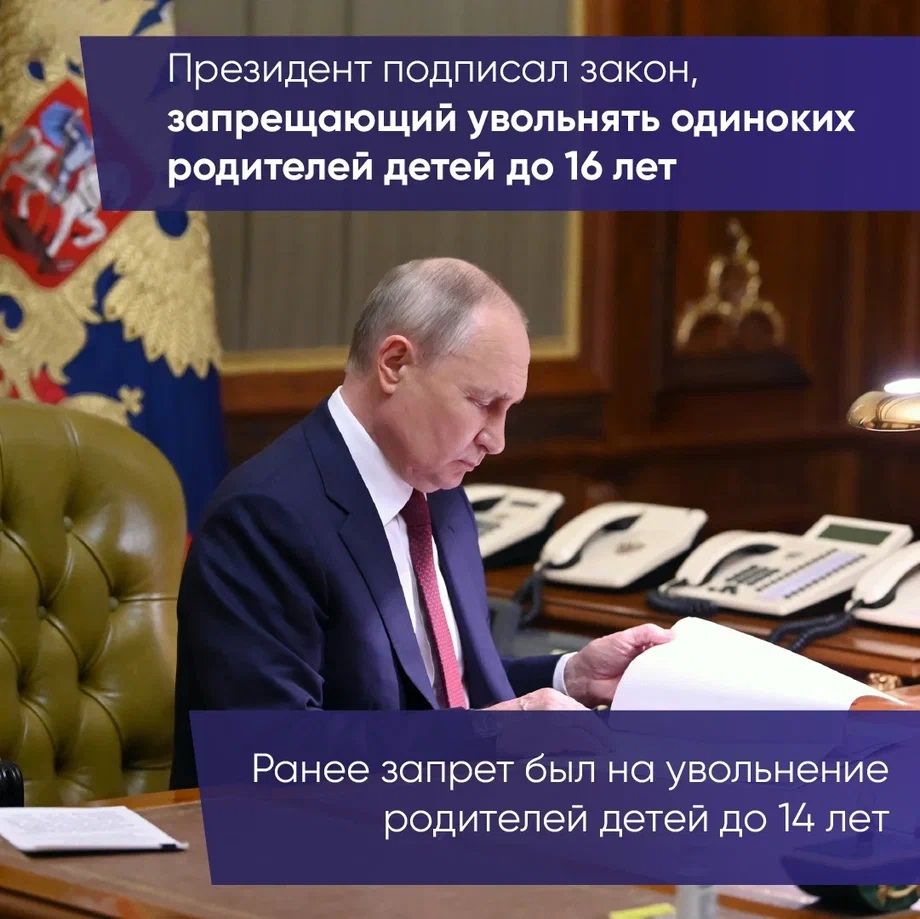 Президент подписал закон,
запрещающий увольнять одиноких
родителей детей до 16 лет
Ранее запрет был на увольнение
родителей детей до 14 лет